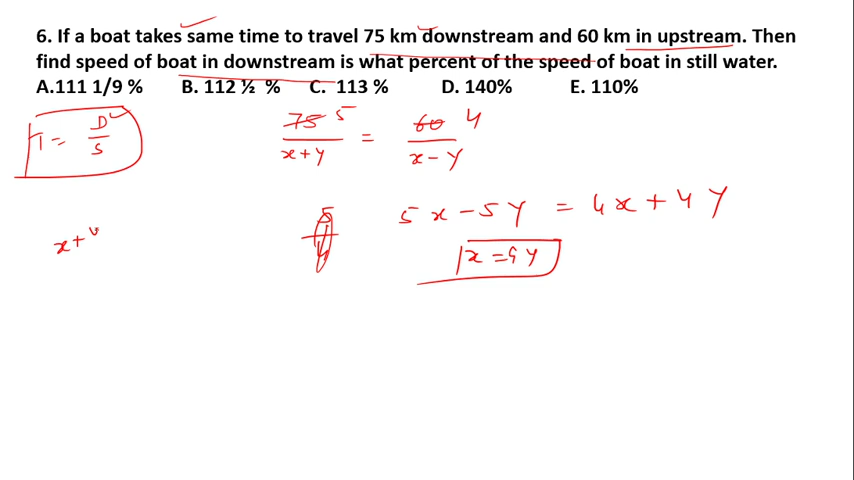 6. If a boat takes same time to travel 75 km downstream and 60 km in upstream. Then
find speed of boat in downstream is what percent of the speed of boat in still water.
A.111 1/9 % B. 112 ½ % C. 113 % D. 140% E. 110%
T = D/S
75 5 / x+y = 60 4 / x-y
5x - 5y = 4x + 4y
x = 9y
x+